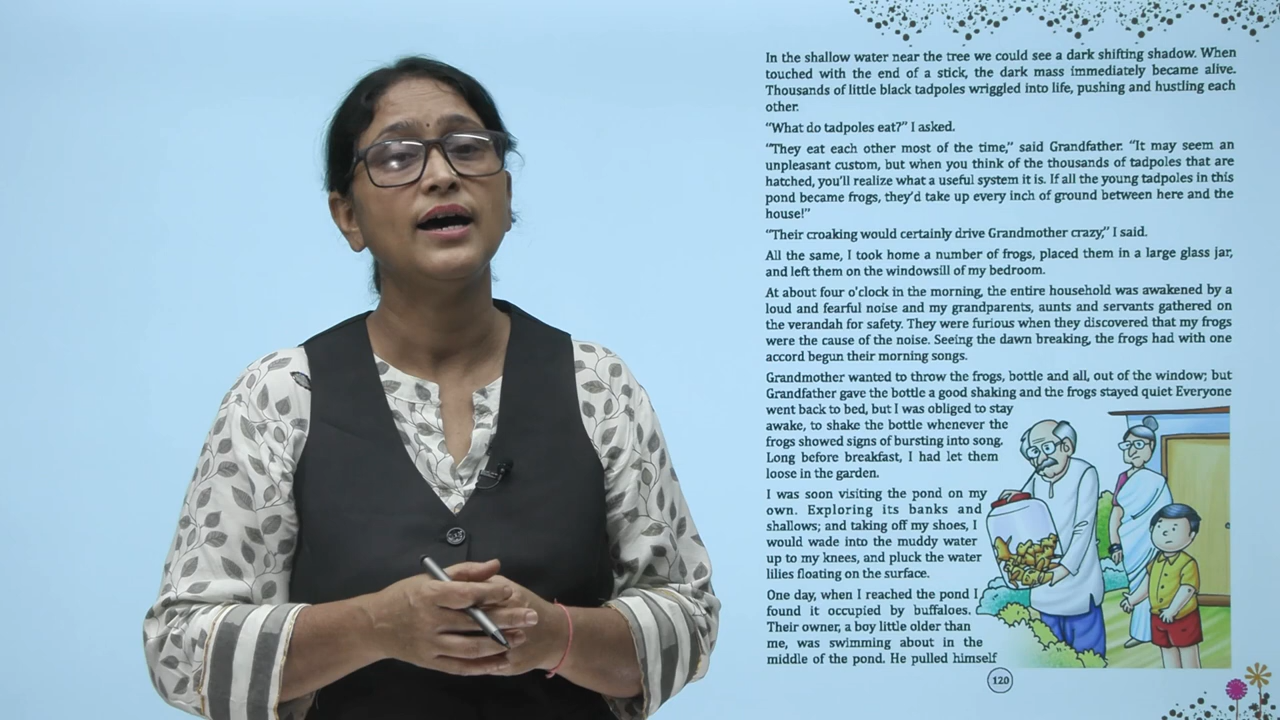 In the shallow water near the tree we could see a dark shifting shadow. When
touched with the end of a stick, the dark mass immediately became alive.
Thousands of little black tadpoles wriggled into life, pushing and hustling each
other.
"What do tadpoles eat?" I asked.
"They eat each other most of the time," said Grandfather. "It may seem an
unpleasant custom, but when you think of the thousands of tadpoles that are
hatched, you'll realize what a useful system it is. If all the young tadpoles in this
pond became frogs, they'd take up every inch of ground between here and the
house!"
"Their croaking would certainly drive Grandmother crazy," I said.
All the same, I took home a number of frogs, placed them in a large glass jar,
and left them on the windowsill of my bedroom.
At about four o'clock in the morning, the entire household was awakened by a
loud and fearful noise and my grandparents, aunts and servants gathered on
the verandah for safety. They were furious when they discovered that my frogs
were the cause of the noise. Seeing the dawn breaking, the frogs had with one
accord begun their morning songs.
Grandmother wanted to throw the frogs, bottle and all, out of the window; but
Grandfather gave the bottle a good shaking and the frogs stayed quiet Everyone
went back to bed, but I was obliged to stay
awake, to shake the bottle whenever the
frogs showed signs of bursting into song.
Long before breakfast, I had let them
loose in the garden.
I was soon visiting the pond on my
own. Exploring its banks and
shallows; and taking off my shoes, I
would wade into the muddy water
up to my knees, and pluck the water
lilies floating on the surface.
One day, when I reached the pond I
found it occupied by buffaloes.
Their owner, a boy little older than
me, was swimming about in the
middle of the pond. He pulled himself
120